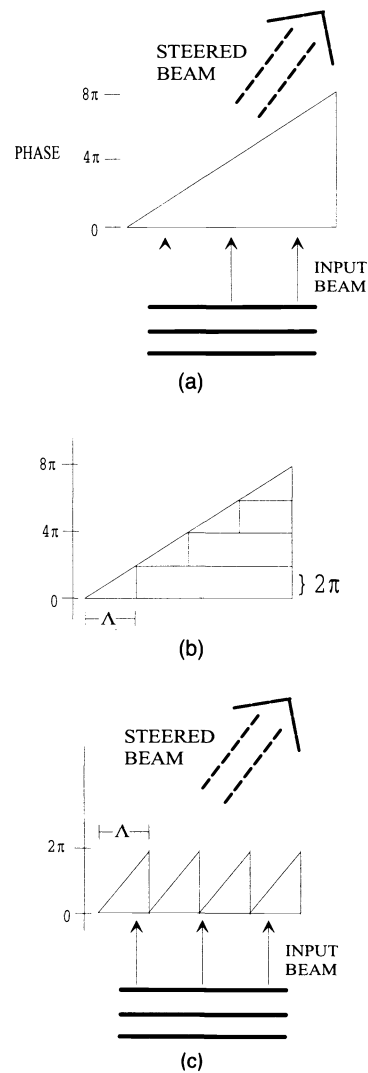 STEERED
BEAM
8π
PHASE
4π
0
INPUT
BEAM
(a)
8π
4π
} 2π
0
Λ
(b)
STEERED
BEAM
Λ
2π
0
INPUT
BEAM
(c)